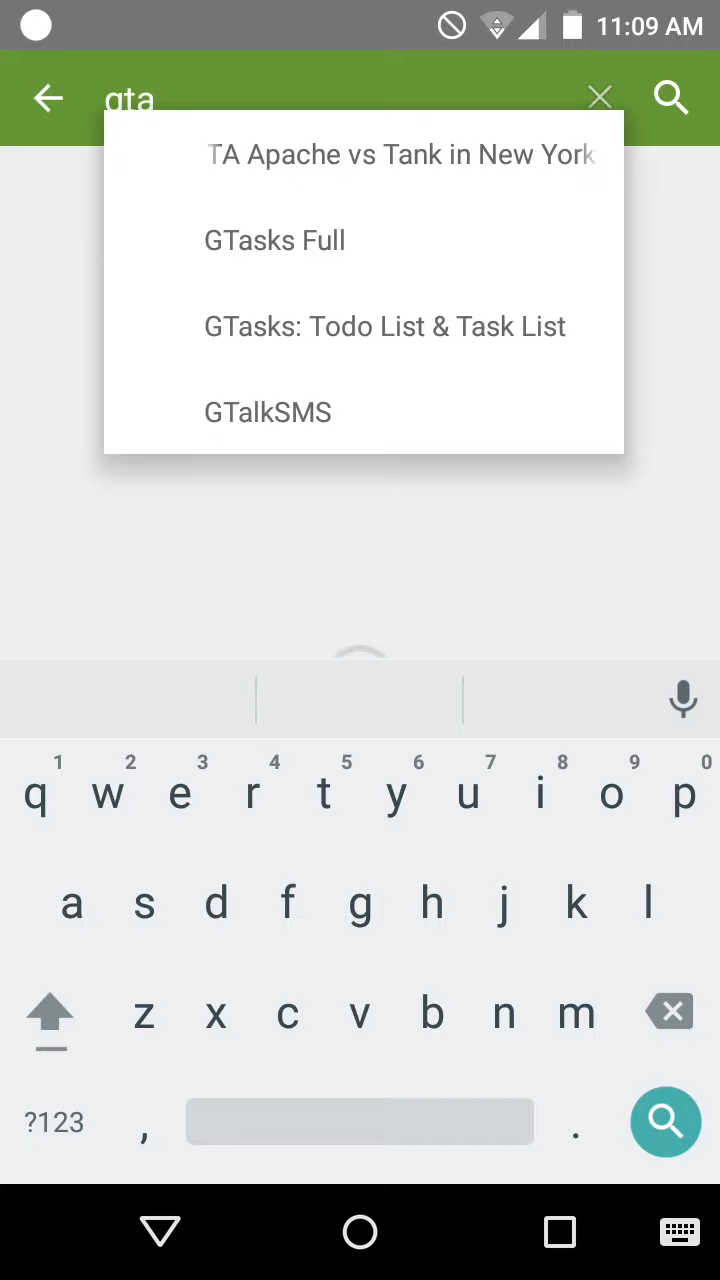 11:09 AM
gta
TA Apache vs Tank in New York
GTasks Full
GTasks: Todo List & Task List
GTalkSMS
1 2 3 4 5 6 7 8 9 0
q w e r t y u i o p
a s d f g h j k l
z x c v b n m
?123 , .